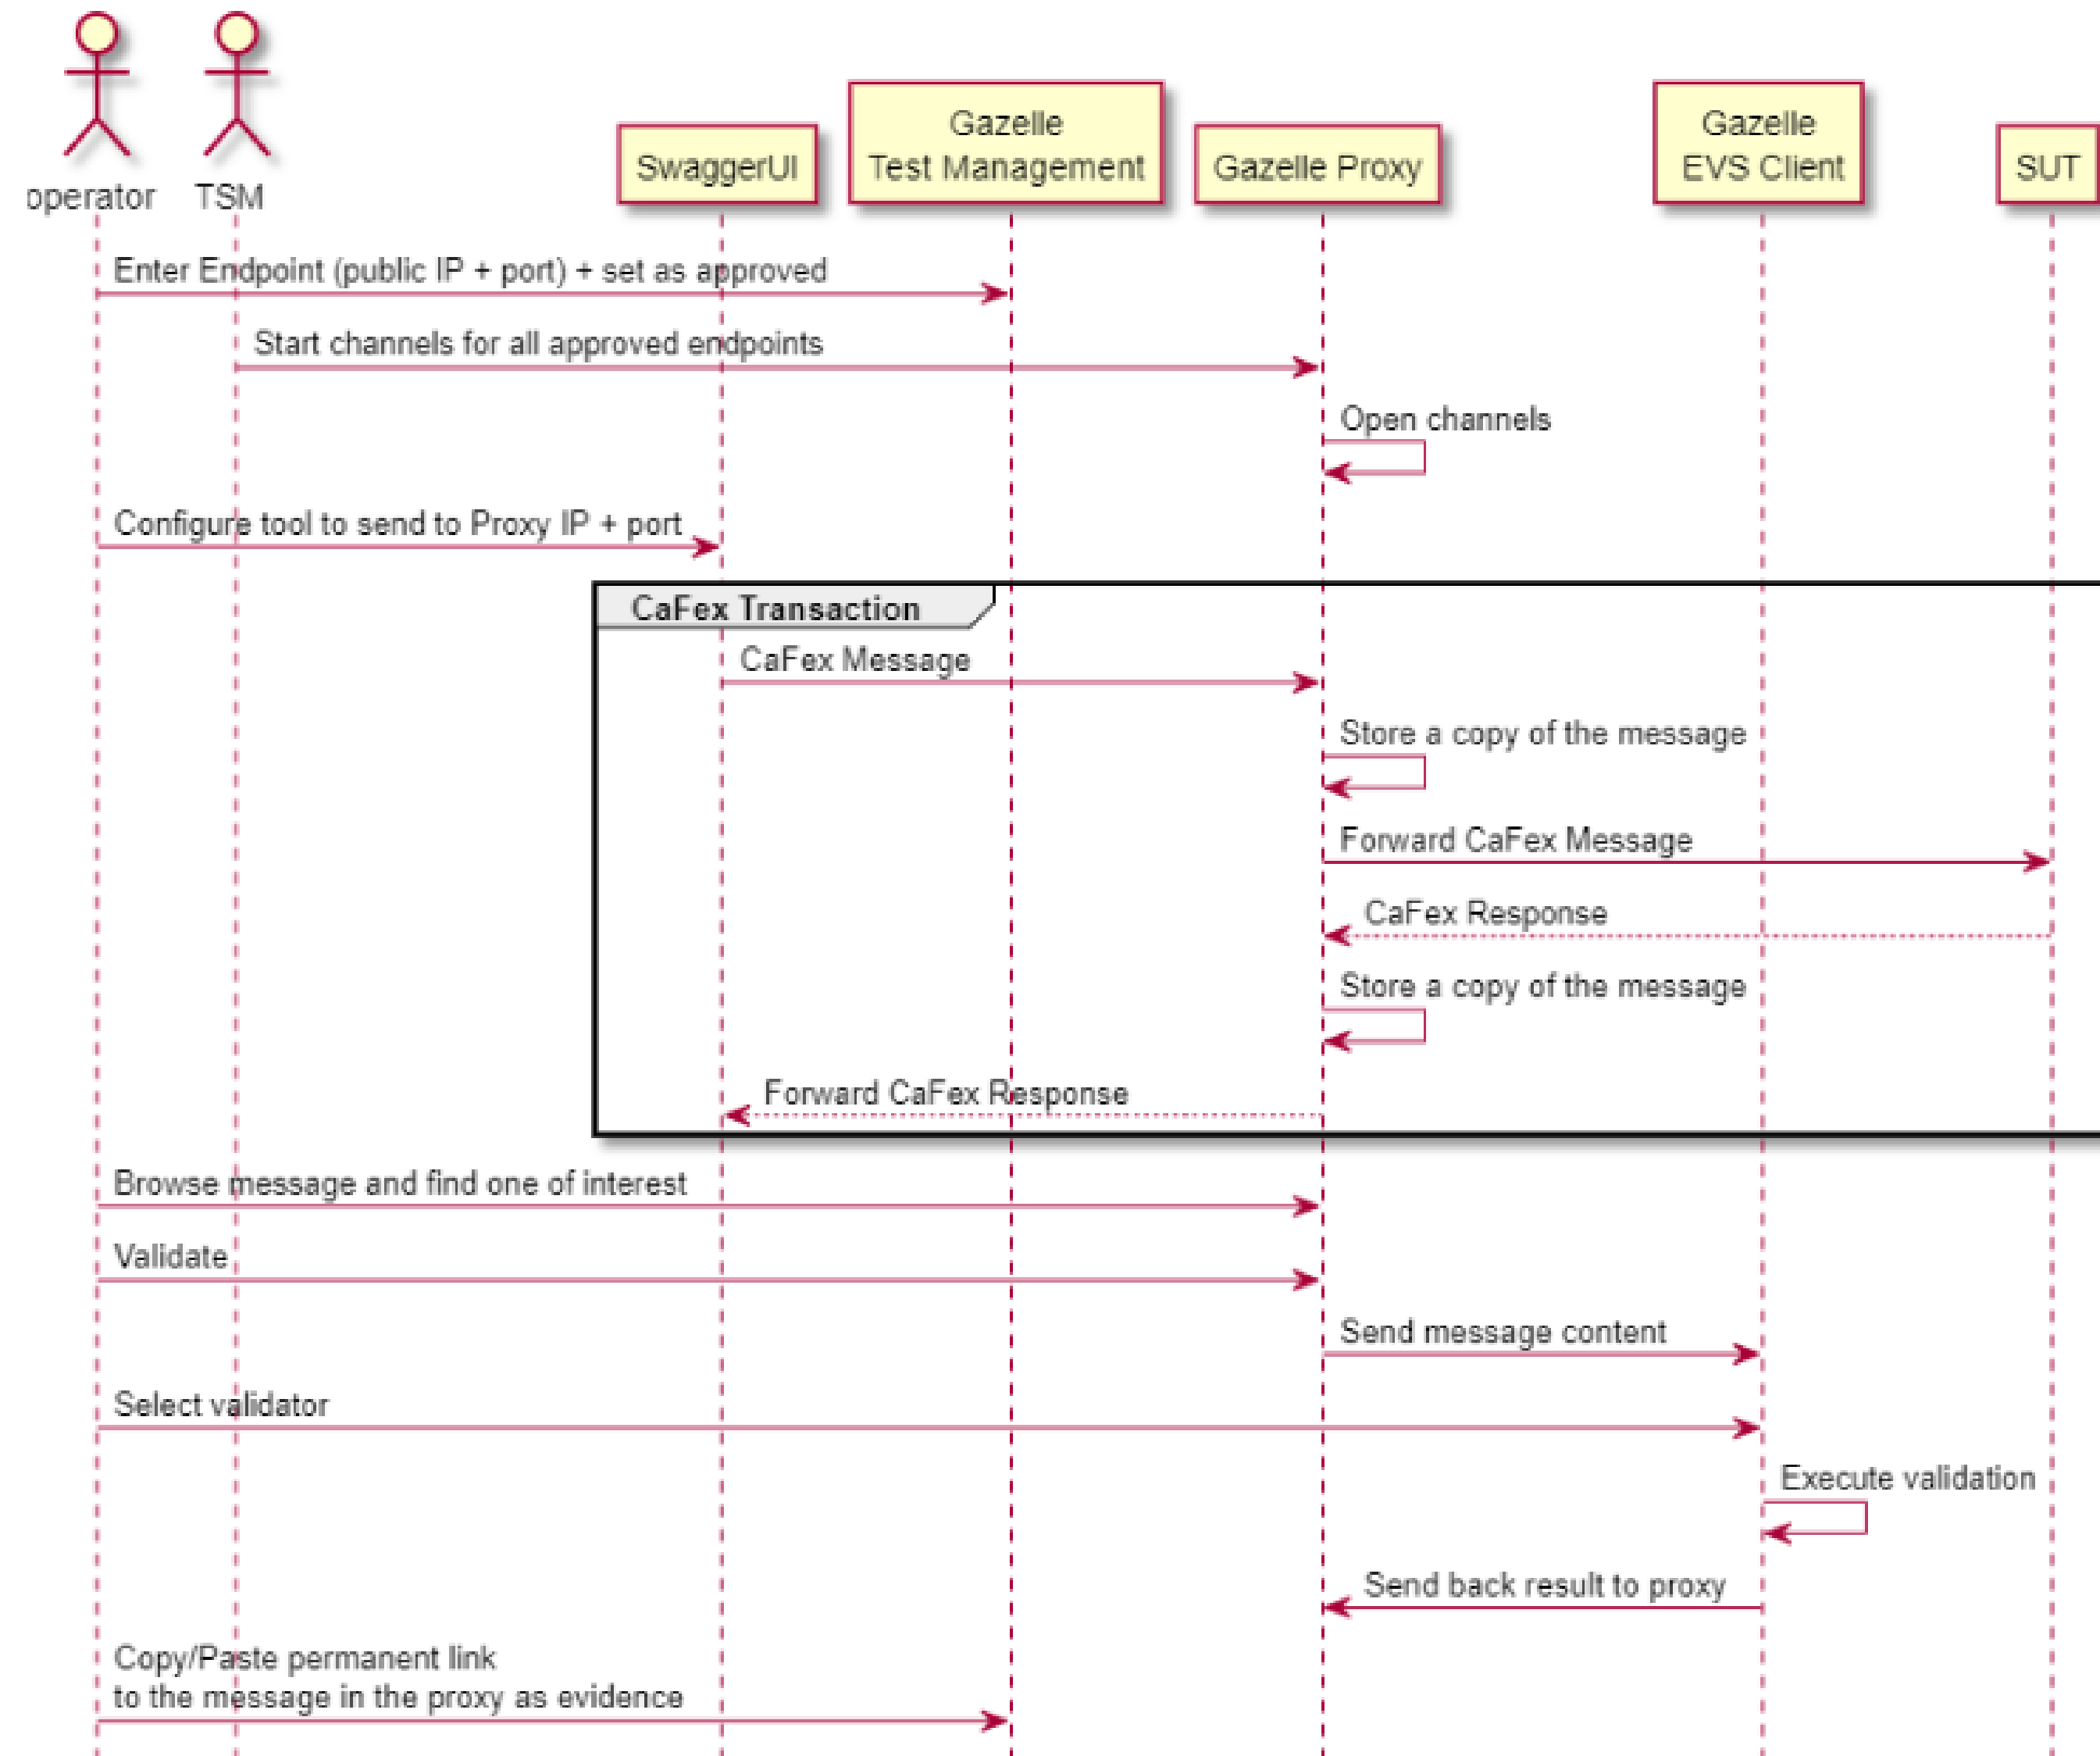 operator
TSM
SwaggerUI
Gazelle
Test Management
Gazelle Proxy
Gazelle
EVS Client
SUT
Enter Endpoint (public IP + port) + set as approved
Start channels for all approved endpoints
Open channels
Configure tool to send to Proxy IP + port
CaFex Transaction
CaFex Message
Store a copy of the message
Forward CaFex Message
CaFex Response
Store a copy of the message
Forward CaFex Response
Browse message and find one of interest
Validate
Send message content
Select validator
Execute validation
Send back result to proxy
Copy/Paste permanent link
to the message in the proxy as evidence